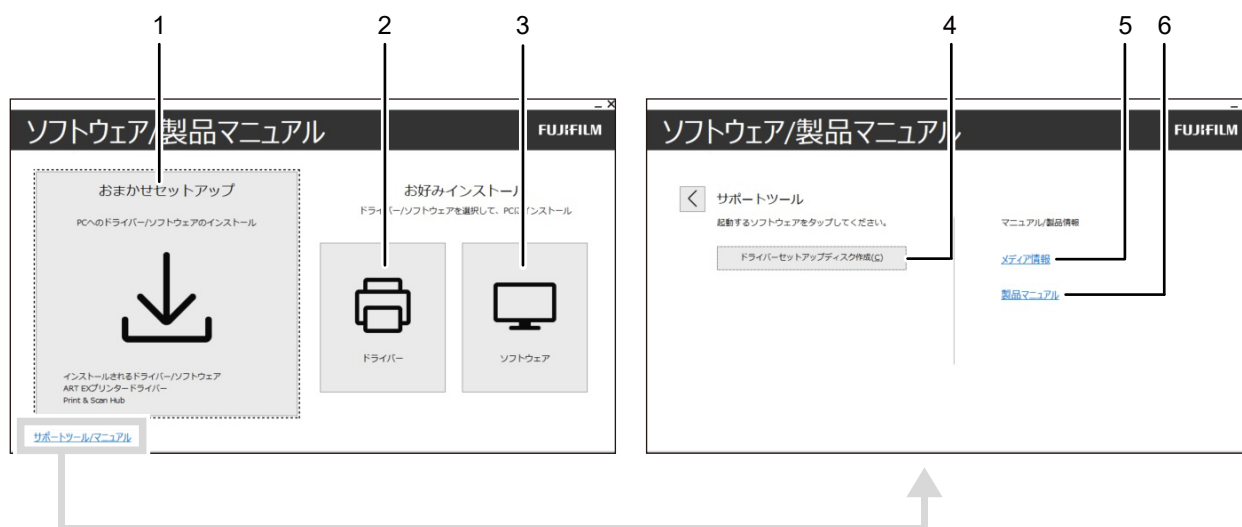 1
2
3
4
5
6
ソフトウェア/製品マニュアル
FUJIFILM
おまかせセットアップ
PCへのドライバー/ソフトウェアのインストール
インストールされるドライバー/ソフトウェア
ART EXプリンタードライバー
Print & Scan Hub
お好みインストール
ドライバー/ソフトウェアを選択して、PCにインストール
ドライバー
ソフトウェア
サポートツール/マニュアル
ソフトウェア/製品マニュアル
FUJIFILM
サポートツール
起動するソフトウェアをタップしてください。
ドライバーセットアップディスク作成(C)
マニュアル/製品情報
メディア情報
製品マニュアル